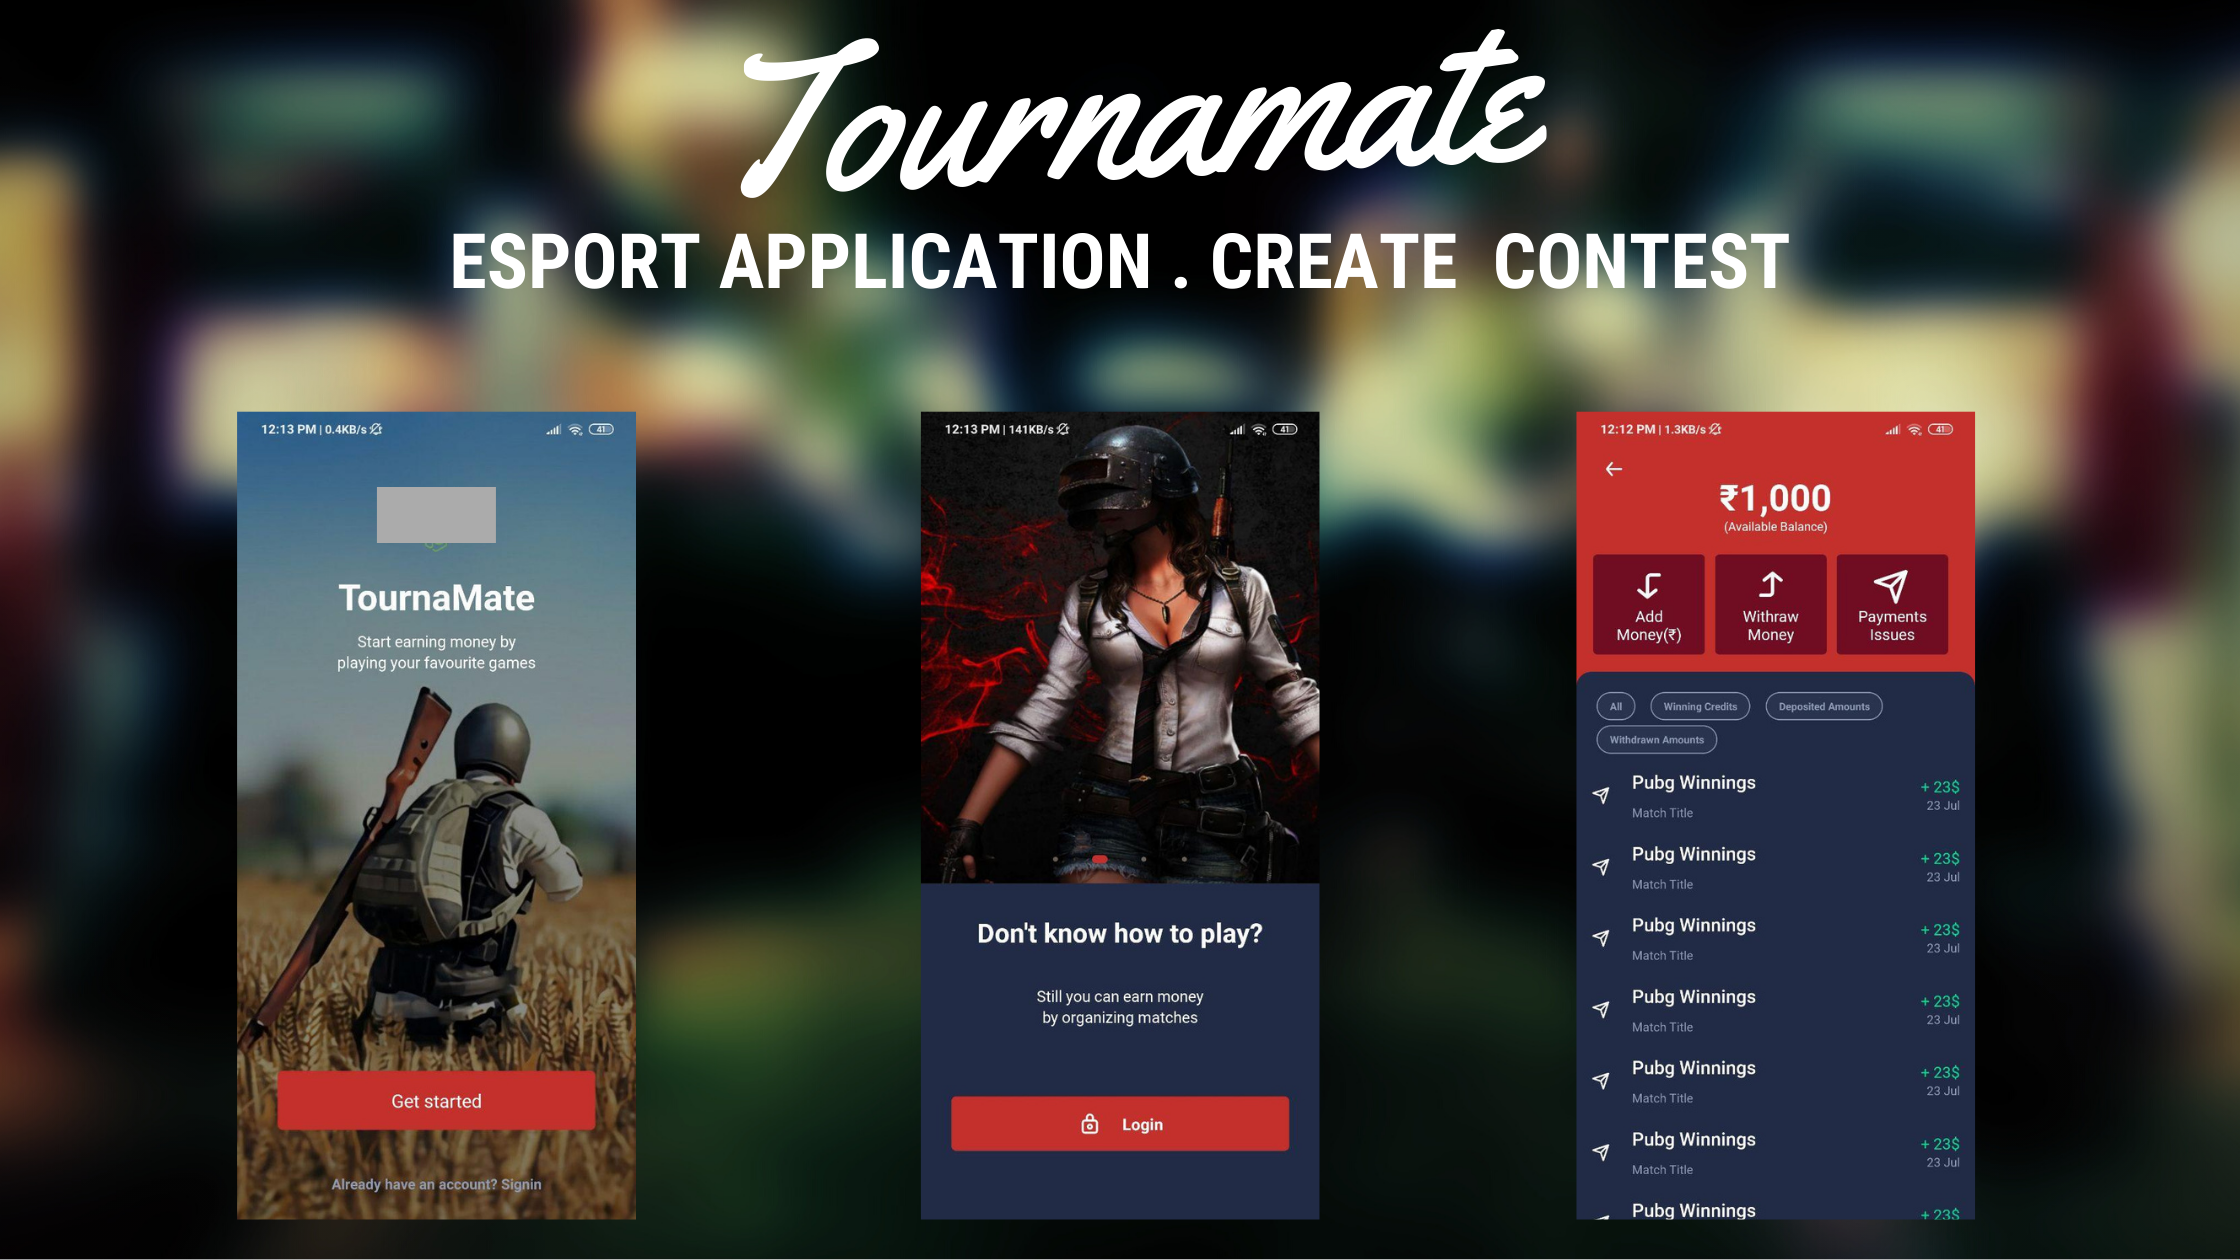 Tournamate
ESPORT APPLICATION . CREATE CONTEST
12:13 PM | 0.4KB/s
41
TournaMate
Start earning money by
playing your favourite games
Get started
Already have an account? Signin
12:13 PM | 141KB/s
41
Don't know how to play?
Still you can earn money
by organizing matches
Login
12:12 PM | 1.3KB/s
41
₹1,000
(Available Balance)
Add
Money(₹)
Withraw
Money
Payments
Issues
All
Winning Credits
Deposited Amounts
Withdrawn Amounts
Pubg Winnings
+ 23$
Match Title
23 Jul
Pubg Winnings
+ 23$
Match Title
23 Jul
Pubg Winnings
+ 23$
Match Title
23 Jul
Pubg Winnings
+ 23$
Match Title
23 Jul
Pubg Winnings
+ 23$
Match Title
23 Jul
Pubg Winnings
+ 23$
Match Title
23 Jul
Pubg Winnings
+ 23$